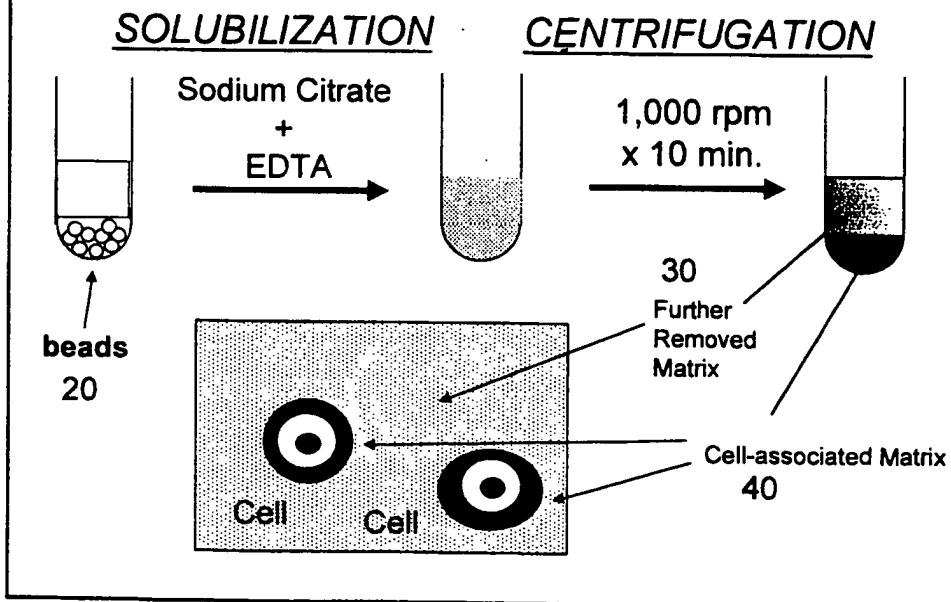 SOLUBILIZATION
CENTRIFUGATION
Sodium Citrate
+
EDTA
1,000 rpm
x 10 min.
beads
20
30
Further
Removed
Matrix
Cell-associated Matrix
40
Cell
Cell